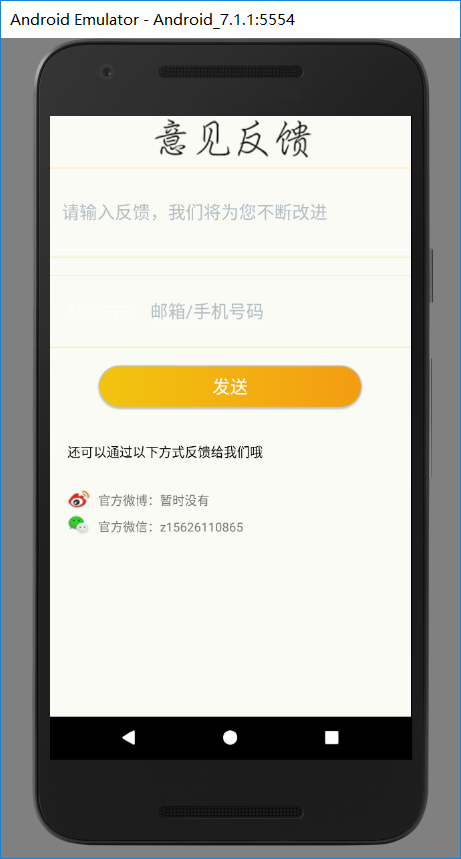 Android Emulator - Android_7.1.1:5554
意见反馈
请输入反馈，我们将为您不断改进
邮箱/手机号码
发送
还可以通过以下方式反馈给我们哦
官方微博：暂时没有
官方微信：z15626110865